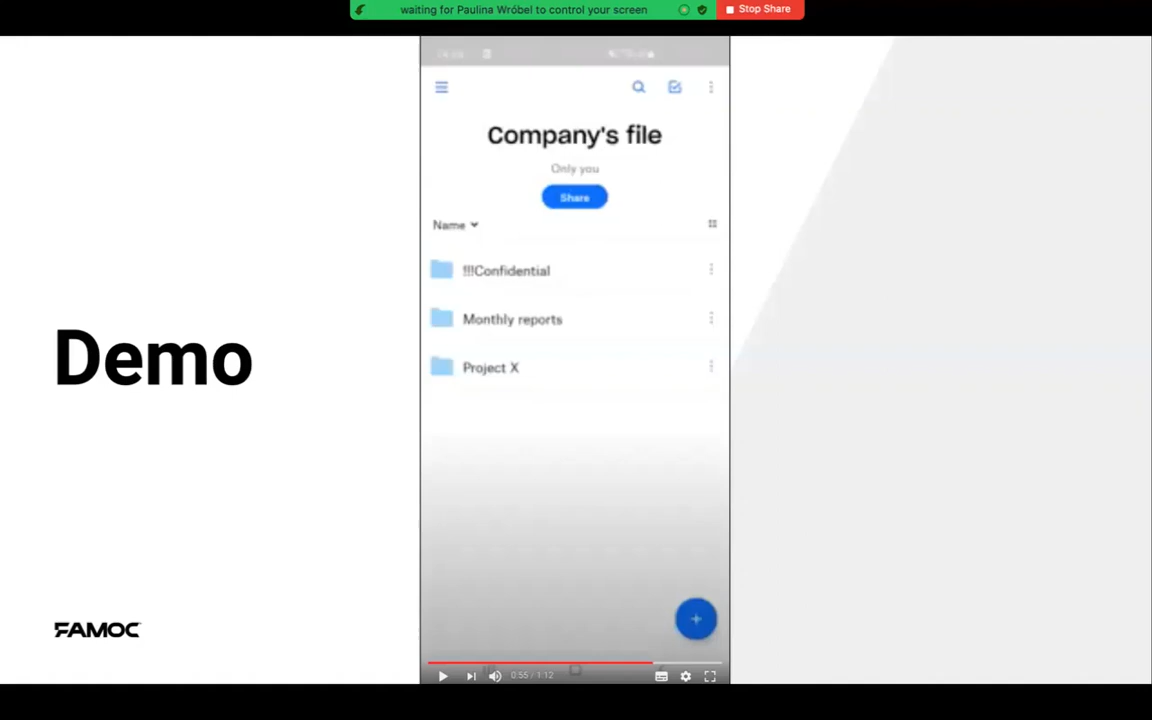 waiting for Paulina Wróbel to control your screen
Stop Share
Company's file
Only you
Share
Name
!!!Confidential
Monthly reports
Project X
Demo
FAMOC
0:55 / 1:12